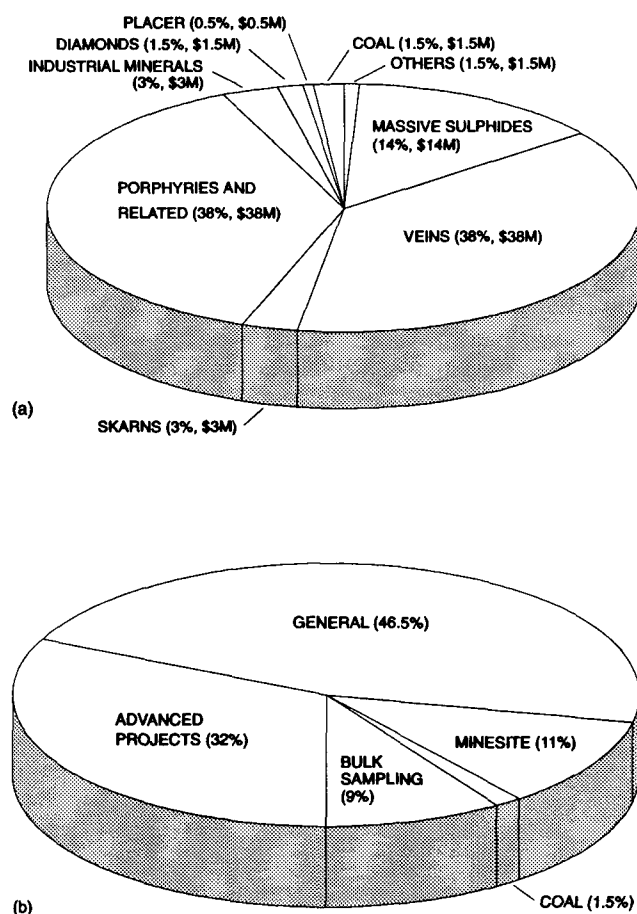 PLACER (0.5%, $0.5M)
DIAMONDS (1.5%, $1.5M)
INDUSTRIAL MINERALS
(3%, $3M)
COAL (1.5%, $1.5M)
OTHERS (1.5%, $1.5M)
MASSIVE SULPHIDES
(14%, $14M)
PORPHYRIES AND
RELATED (38%, $38M)
VEINS (38%, $38M)
(a)
SKARNS (3%, $3M)
GENERAL (46.5%)
ADVANCED
PROJECTS (32%)
BULK
SAMPLING
(9%)
MINESITE (11%)
COAL (1.5%)
(b)